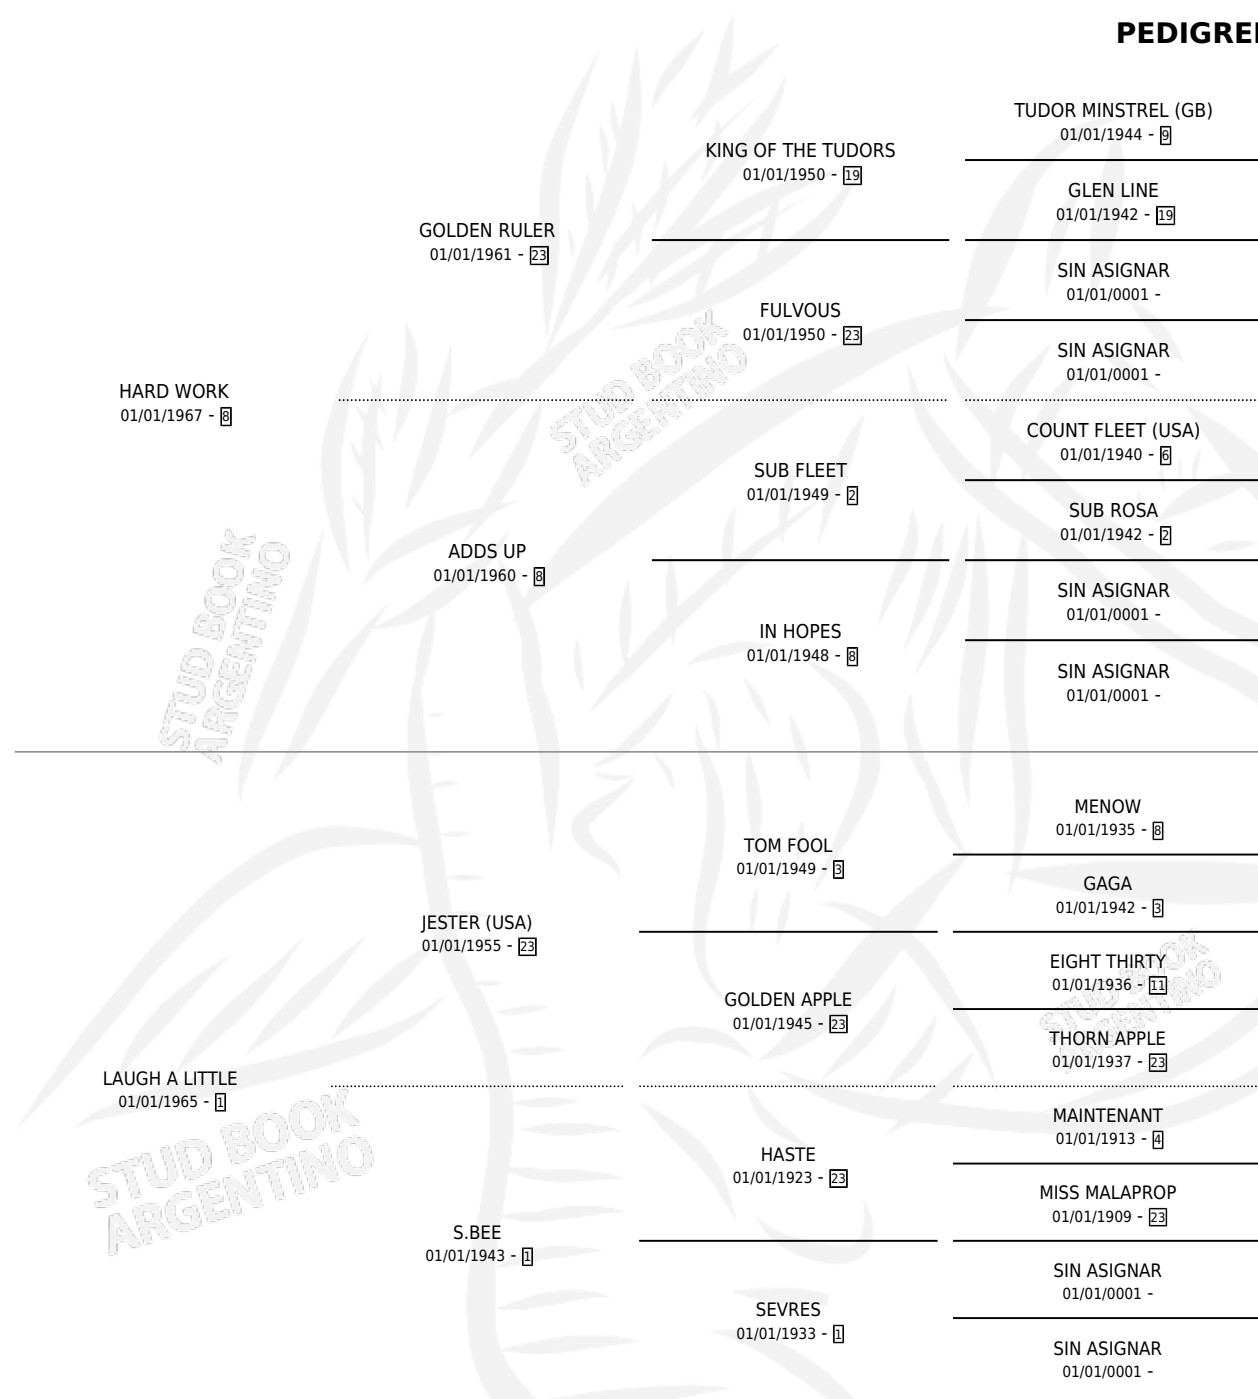 PEDIGREE
TUDOR MINSTREL (GB)
01/01/1944 - 9
KING OF THE TUDORS
01/01/1950 - 19
GLEN LINE
01/01/1942 - 19
GOLDEN RULER
01/01/1961 - 23
SIN ASIGNAR
01/01/0001 -
FULVOUS
01/01/1950 - 23
SIN ASIGNAR
01/01/0001 -
HARD WORK
01/01/1967 - 8
COUNT FLEET (USA)
01/01/1940 - 6
SUB FLEET
01/01/1949 - 2
SUB ROSA
01/01/1942 - 2
ADDS UP
01/01/1960 - 8
SIN ASIGNAR
01/01/0001 -
IN HOPES
01/01/1948 - 8
SIN ASIGNAR
01/01/0001 -
MENOW
01/01/1935 - 8
TOM FOOL
01/01/1949 - 3
GAGA
01/01/1942 - 3
JESTER (USA)
01/01/1955 - 23
EIGHT THIRTY
01/01/1936 - 11
GOLDEN APPLE
01/01/1945 - 23
THORN APPLE
01/01/1937 - 23
LAUGH A LITTLE
01/01/1965 - 1
MAINTENANT
01/01/1913 - 4
HASTE
01/01/1923 - 23
MISS MALAPROP
01/01/1909 - 23
S.BEE
01/01/1943 - 1
SIN ASIGNAR
01/01/0001 -
SEVRES
01/01/1933 - 1
SIN ASIGNAR
01/01/0001 -
STUD BOOK
ARGENTINO
STUD BOOK
ARGENTINO
STUD BOOK
ARGENTINO
STUD BOOK
ARGENTINO